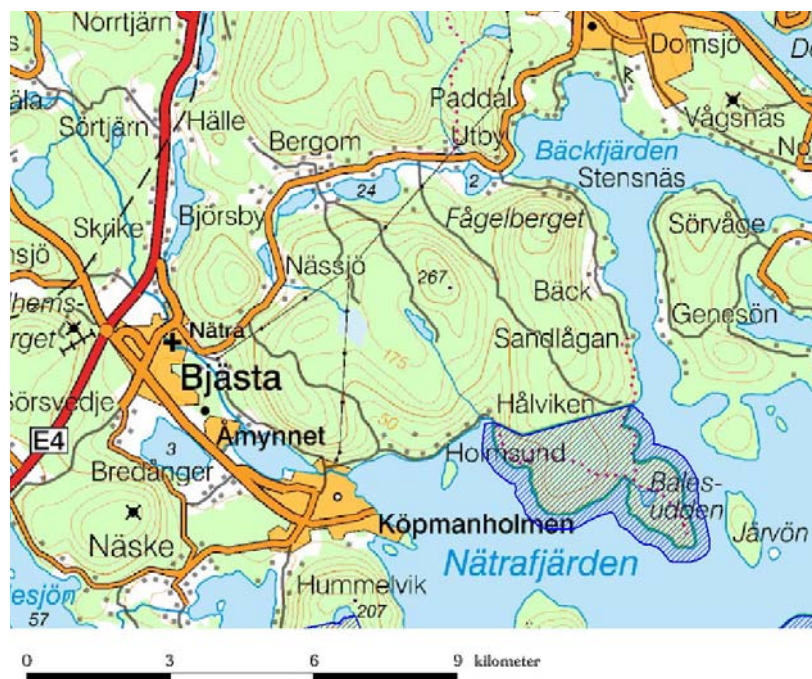 Norrtjärn
Domsjö
Paddal
Sörtjärn
Hälle
Vågsnäs
Bergom
Utby
Bäckfjärden
24
2
Stensnäs
Skrike
Björsby
Fågelberget
Sörvåge
Nässjö
267
Bäck
Genesön
Nätra
Sandlågan
175
Bjästa
Hålviken
50
Åmynnet
E4
3
Holmsund
Bredånger
Balesudden
Köpmanholmen
Järvön
Näske
Nätrafjärden
Hummelvik
207
57
0 3 6 9 kilometer